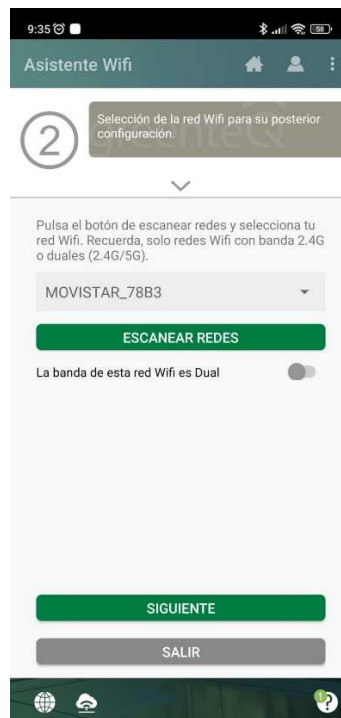 9:35
58
Asistente Wifi
2
Selección de la red Wifi para su posterior
configuración.
Pulsa el botón de escanear redes y selecciona tu
red Wifi. Recuerda, solo redes Wifi con banda 2.4G
o duales (2.4G/5G).
MOVISTAR_78B3
ESCANEAR REDES
La banda de esta red Wifi es Dual
SIGUIENTE
SALIR
1
?